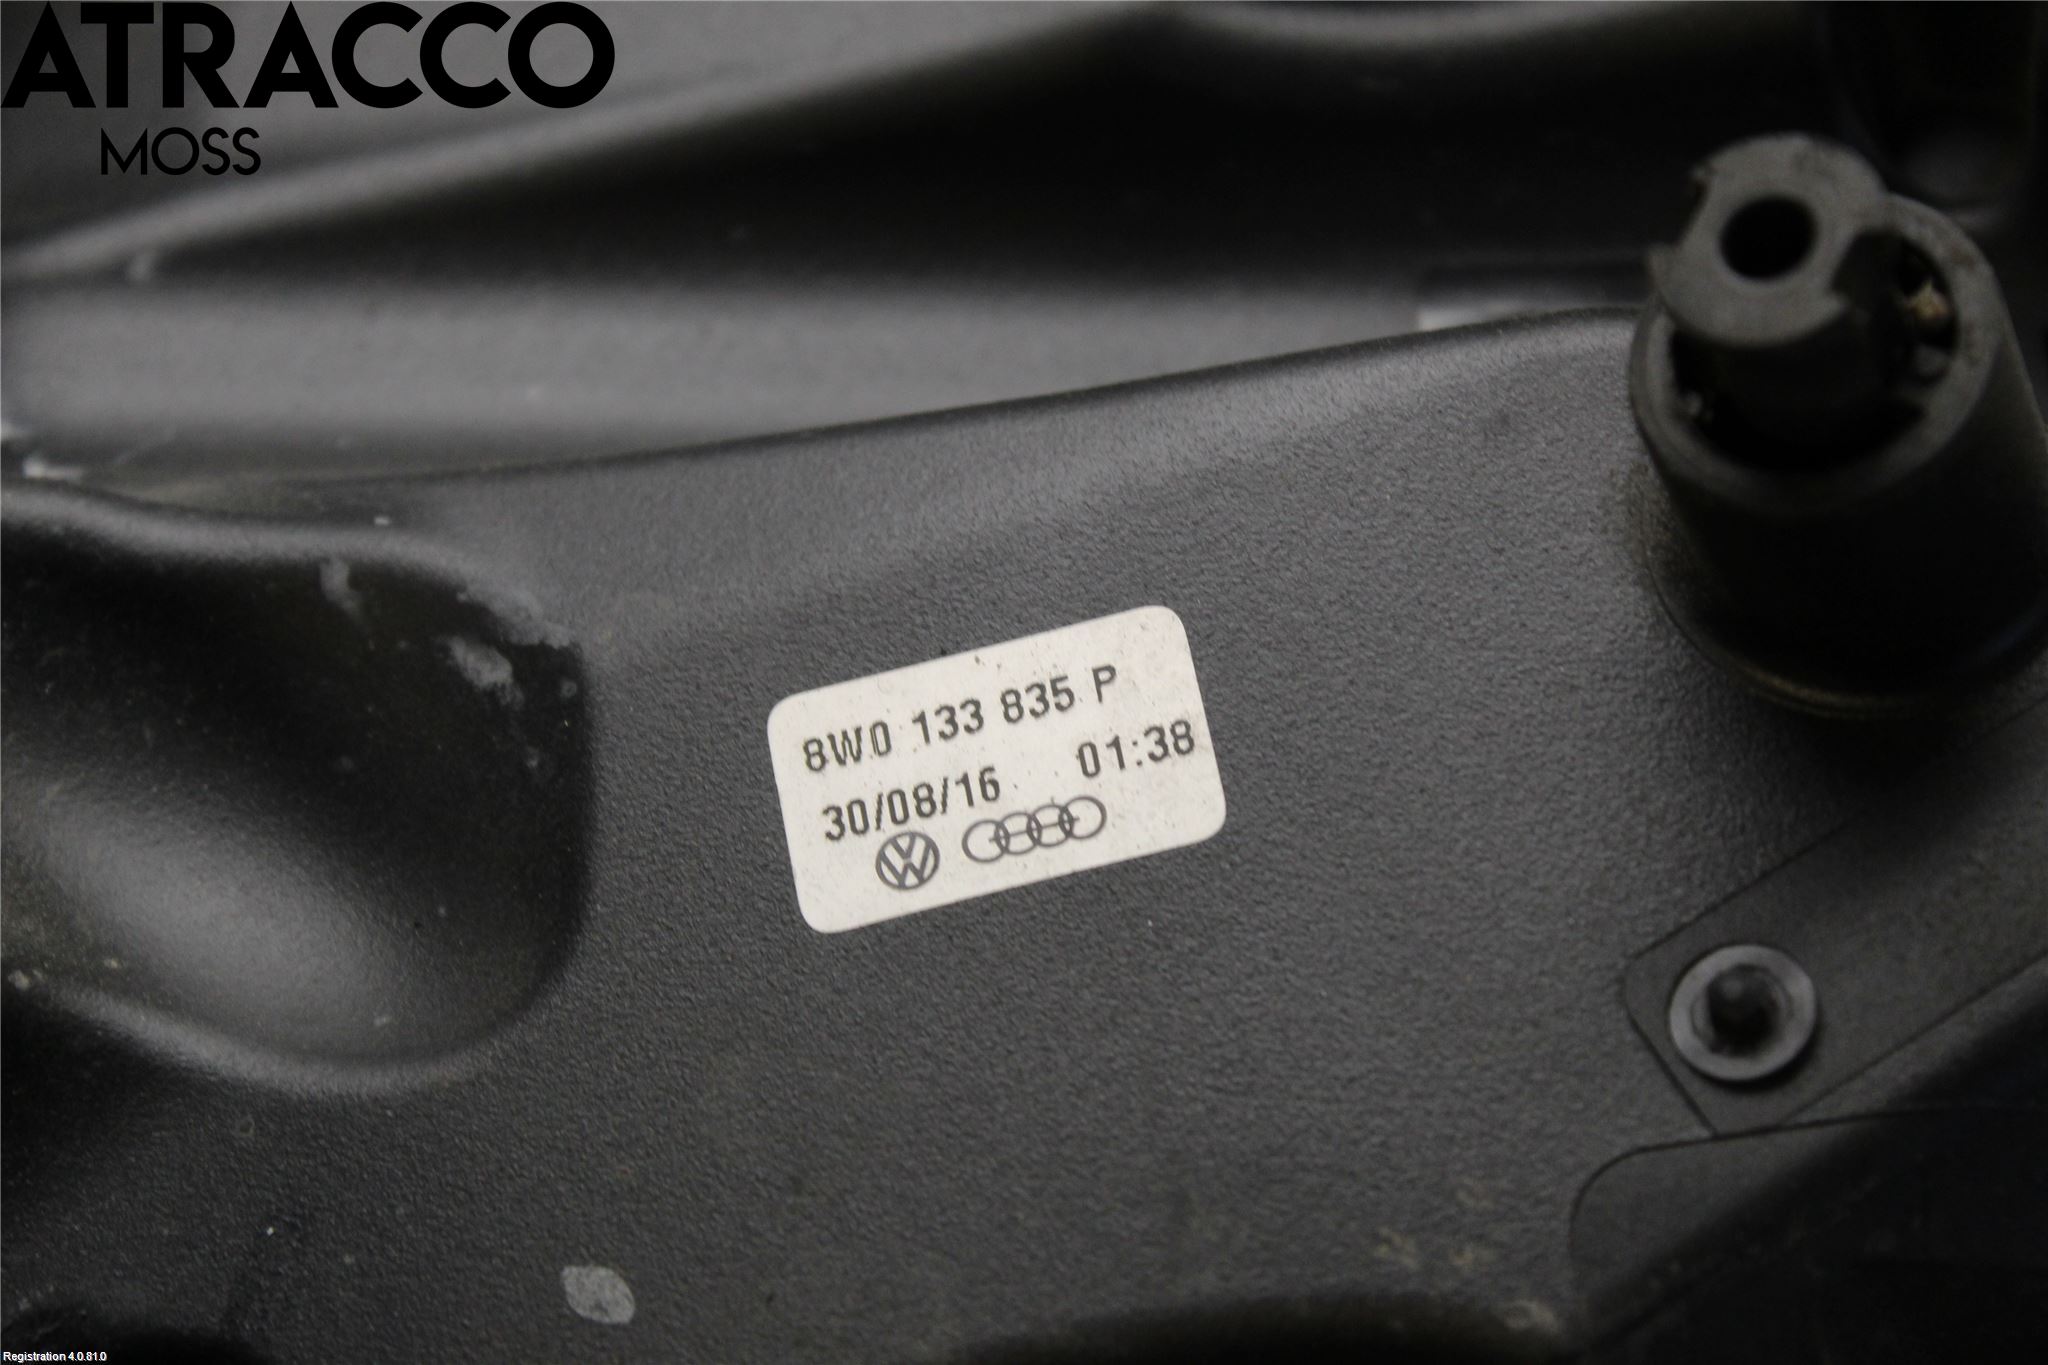 ATRACCO
MOSS
8W0 133 835 P
30/08/16 01:38
Registration 4.0.81.0